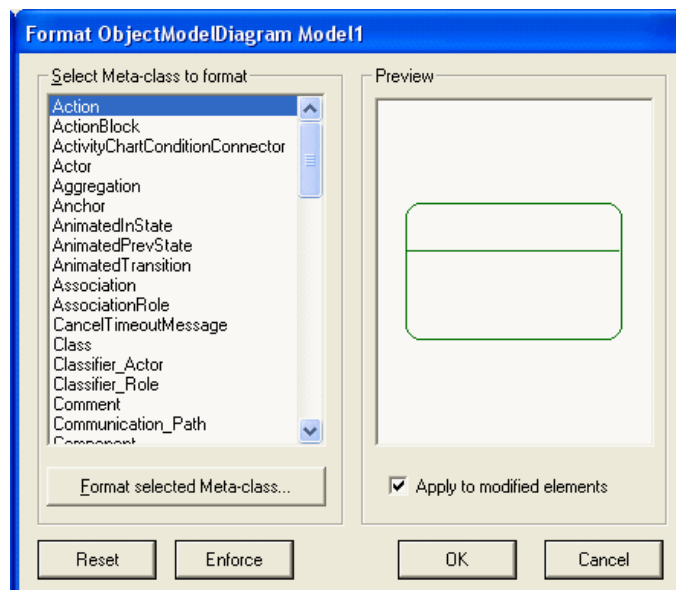 Format ObjectModelDiagram Model1
Select Meta-class to format
Action
ActionBlock
ActivityChartConditionConnector
Actor
Aggregation
Anchor
AnimatedInState
AnimatedPrevState
AnimatedTransition
Association
AssociationRole
CancelTimeoutMessage
Class
Classifier_Actor
Classifier_Role
Comment
Communication_Path
Component
Format selected Meta-class...
Preview
Apply to modified elements
Reset
Enforce
OK
Cancel